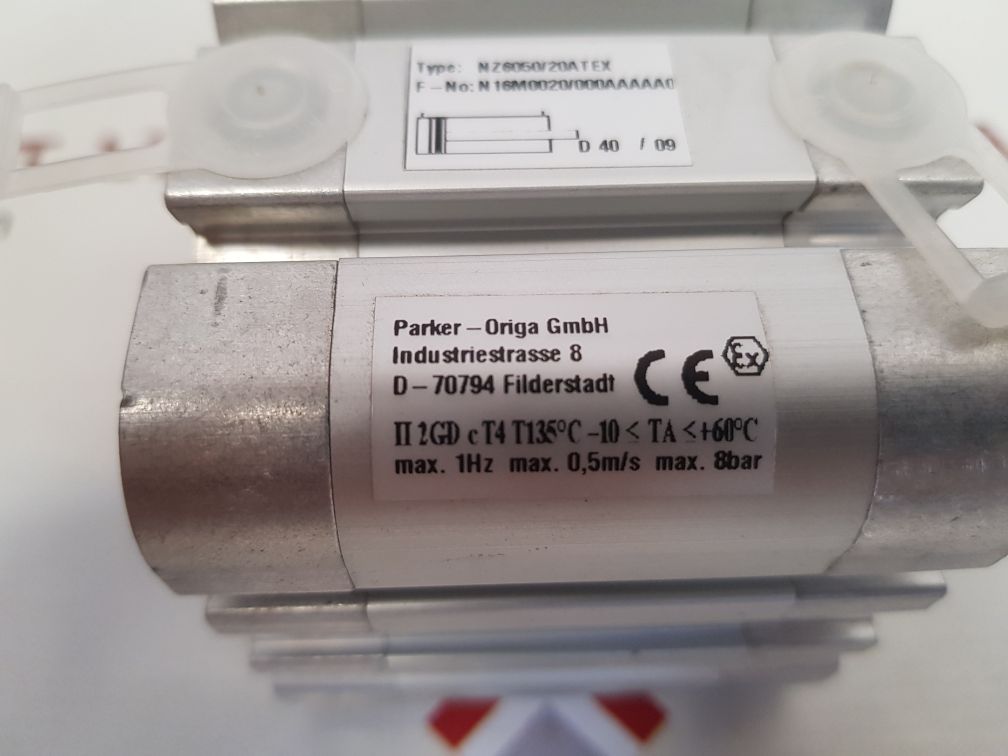 Type: NZ6050/20ATEX
F-No: N16M0020/000AAAAA0
D 40 / 09
Parker-Origa GmbH
Industriestrasse 8
D-70794 Filderstadt
CE Ex
II 2GD c T4 T135°C -10 < TA <+60°C
max. 1Hz max. 0,5m/s max. 8bar